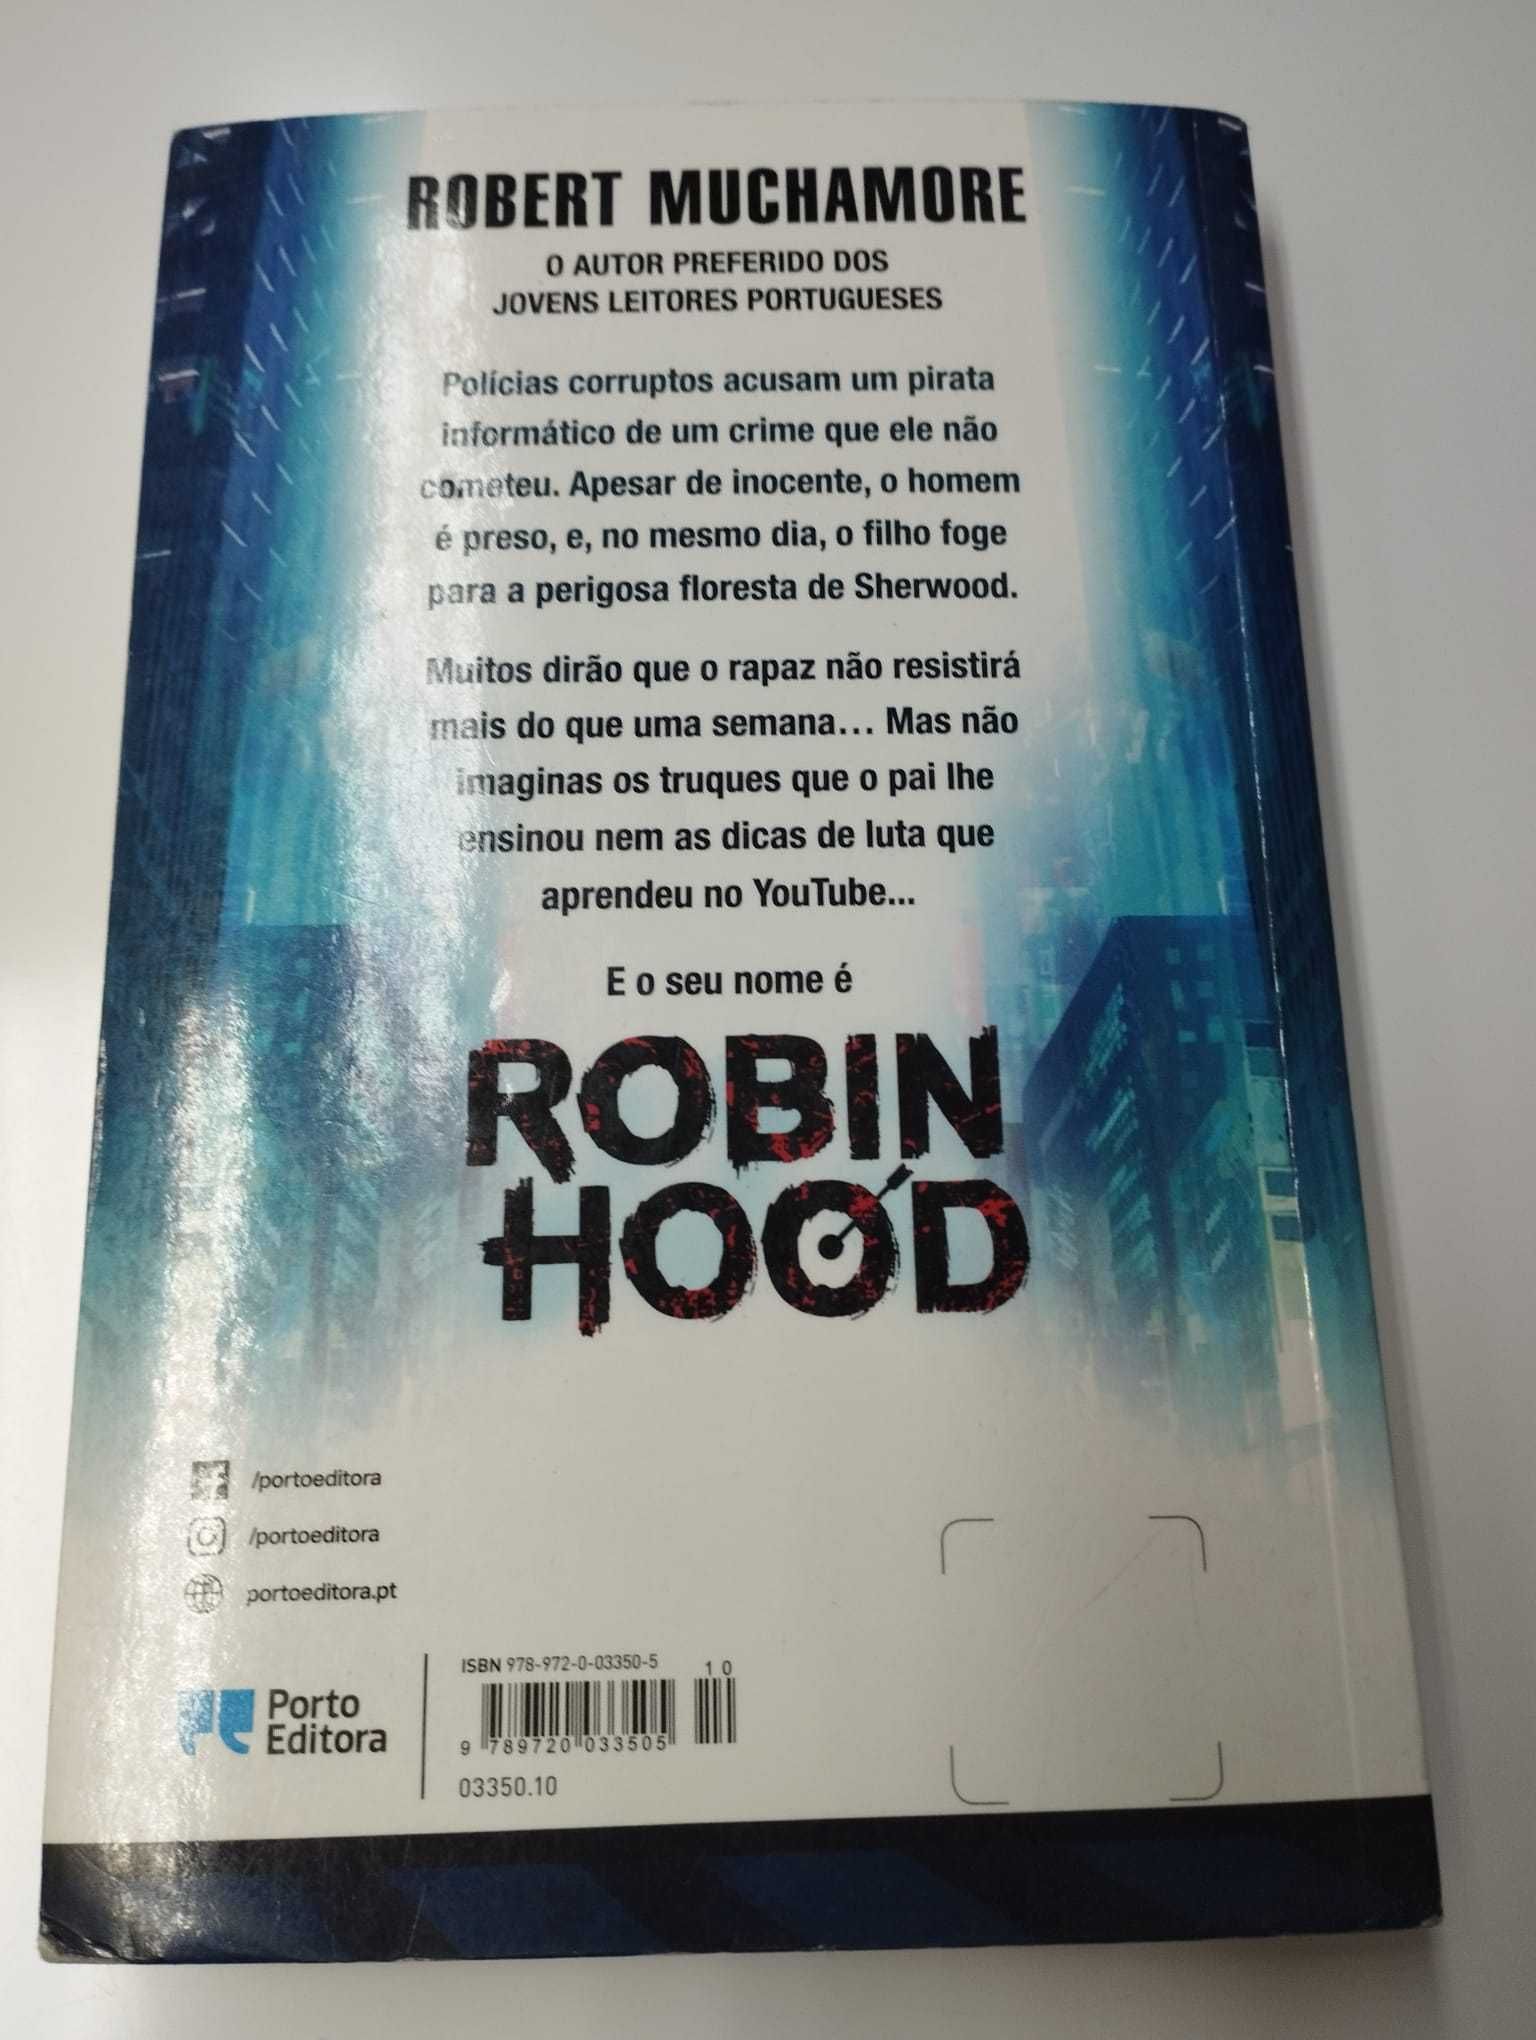 ROBERT MUCHAMORE
O AUTOR PREFERIDO DOS
JOVENS LEITORES PORTUGUESES
Polícias corruptos acusam um pirata
informático de um crime que ele não
cometeu. Apesar de inocente, o homem
é preso, e, no mesmo dia, o filho foge
para a perigosa floresta de Sherwood.
Muitos dirão que o rapaz não resistirá
mais do que uma semana... Mas não
imaginas os truques que o pai lhe
ensinou nem as dicas de luta que
aprendeu no YouTube...
E o seu nome é
ROBIN
HOOD
/portoeditora
/portoeditora
portoeditora.pt
Porto
Editora
ISBN 978-972-0-03350-5
10
9 789720 033505
03350.10